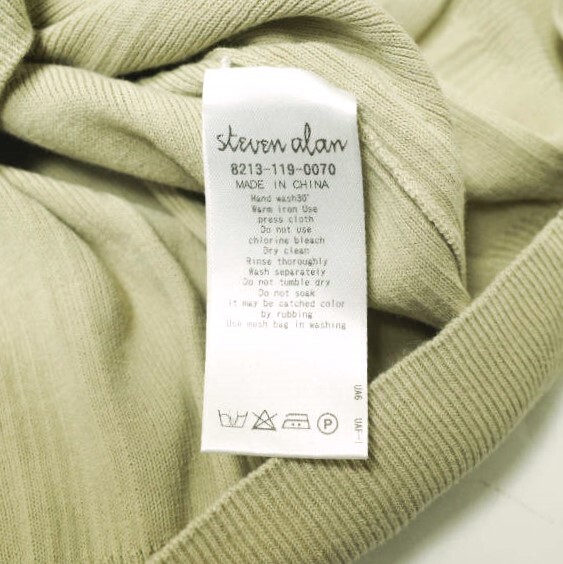 steven alan
8213-119-0070
MADE IN CHINA
Hand wash30°
Warm iron Use
press cloth
Do not use
chlorine bleach
Dry clean
Rinse thoroughly
Wash separately
Do not tumble dry
Do not soak
it may be catched color
by rubbing
Use mesh bag in washing
P
UA6